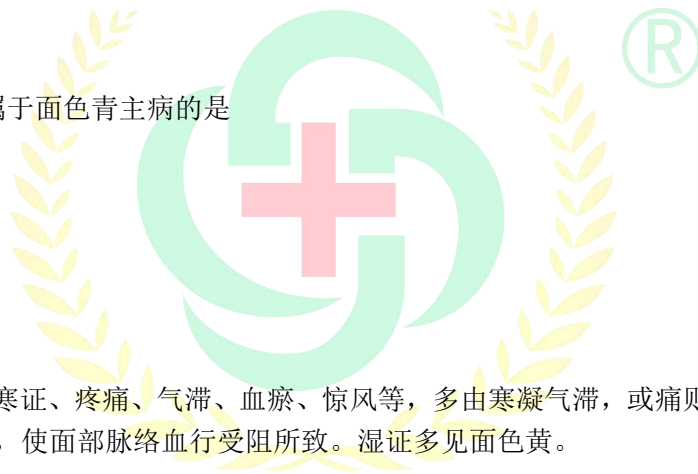 属于面色青主病的是
®
寒证、疼痛、气滞、血瘀、惊风等，多由寒凝气滞，或痛则
，使面部脉络血行受阻所致。湿证多见面色黄。